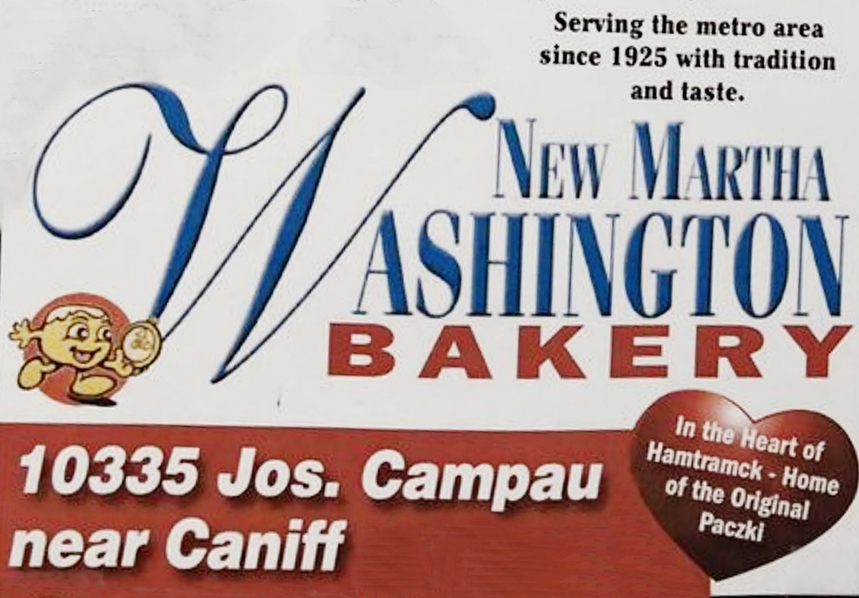 Serving the metro area
since 1925 with tradition
and taste.
New Martha
Washington
BAKERY
10335 Jos. Campau
near Caniff
In the Heart of
Hamtramck - Home
of the Original
Paczki